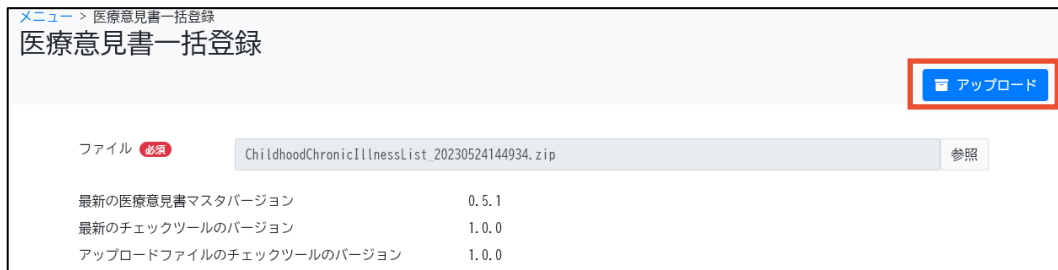 メニュー > 医療意見書一括登録
医療意見書一括登録
アップロード
ファイル 必須 ChildhoodChronicIllnessList_20230524144934.zip 参照
最新の医療意見書マスタバージョン 0.5.1
最新のチェックツールのバージョン 1.0.0
アップロードファイルのチェックツールのバージョン 1.0.0